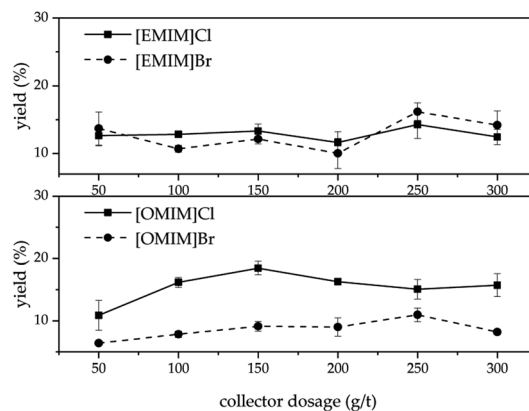 30
[EMIM]Cl
[EMIM]Br
20
10
yield (%)
50 100 150 200 250 300
30
[OMIM]Cl
[OMIM]Br
20
10
yield (%)
50 100 150 200 250 300
collector dosage (g/t)